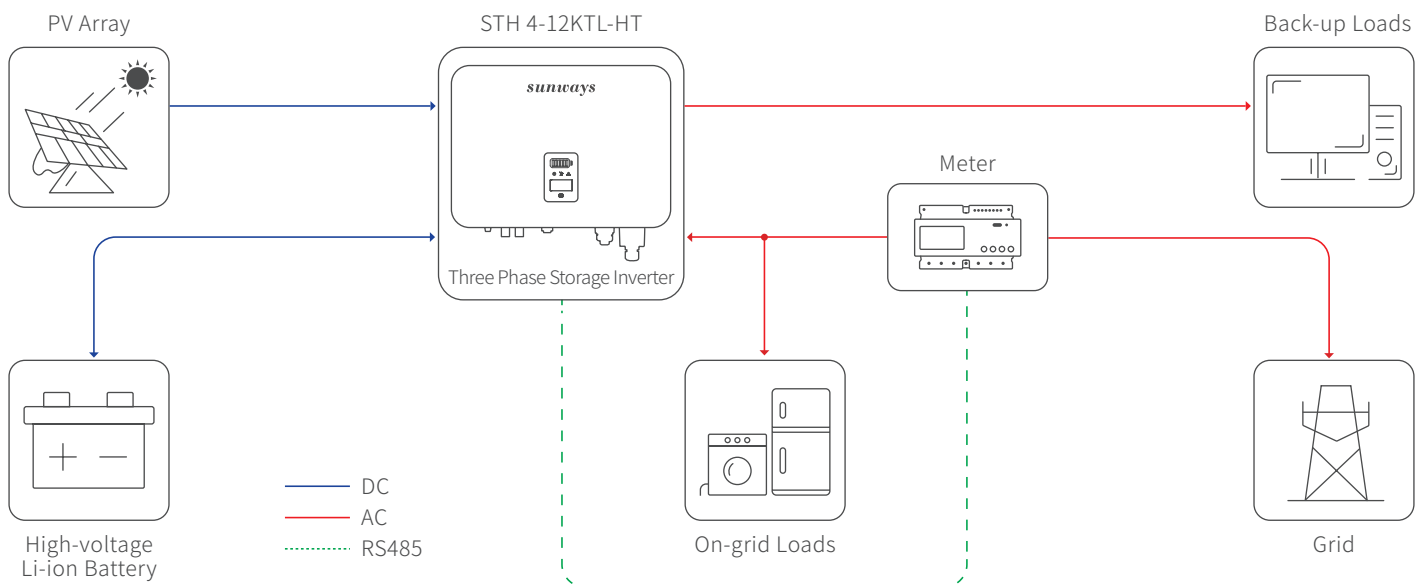 PV Array
STH 4-12KTL-HT
Back-up Loads
sunways
Meter
Three Phase Storage Inverter
DC
AC
RS485
High-voltage
Li-ion Battery
On-grid Loads
Grid